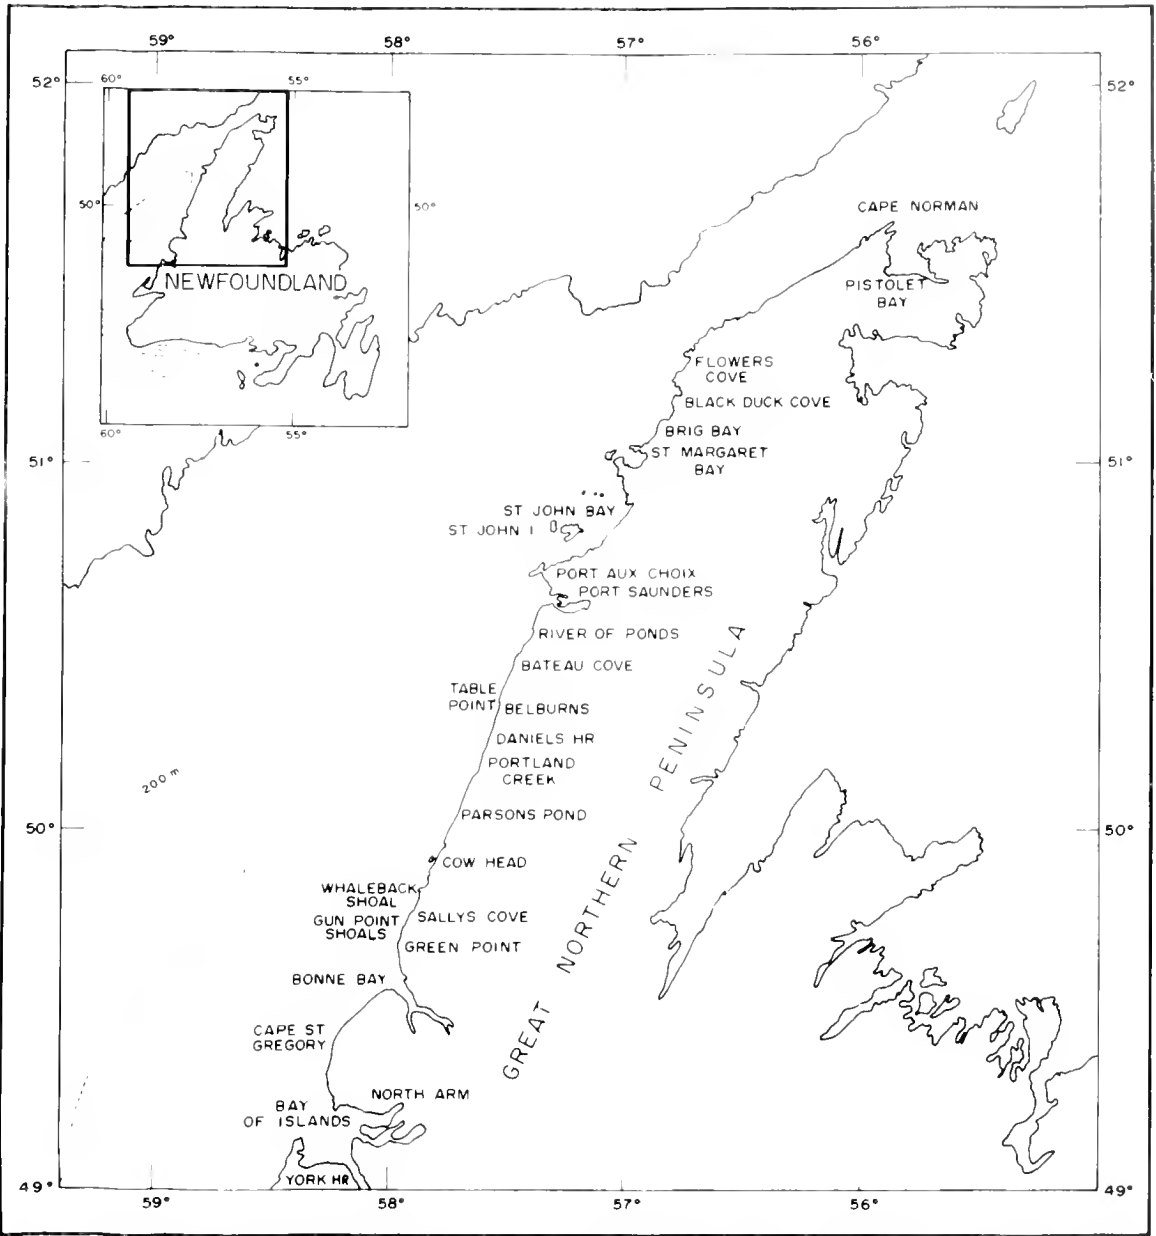 59° 58° 57° 56°
52° 52°
60° 55°
50° 50°
NEWFOUNDLAND
60° 55°
CAPE NORMAN
PISTOLET
BAY
FLOWERS
COVE
BLACK DUCK COVE
BRIG BAY
ST MARGARET
BAY
51° 51°
ST JOHN BAY
ST JOHN I
PORT AUX CHOIX
PORT SAUNDERS
RIVER OF PONDS
BATEAU COVE
TABLE
POINT
BELBURNS
DANIELS HR
PORTLAND
CREEK
200 m
PARSONS POND
50° 50°
COW HEAD
WHALEBACK
SHOAL
GUN POINT
SHOALS
SALLYS COVE
GREEN POINT
BONNE BAY
GREAT NORTHERN PENINSULA
CAPE ST
GREGORY
NORTH ARM
BAY
OF ISLANDS
YORK HR
49° 49°
59° 58° 57° 56°